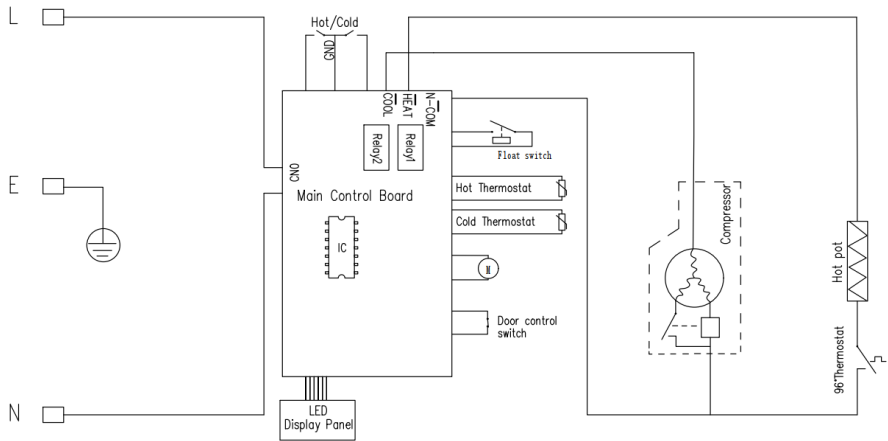 L
Hot/Cold
GND
COOL
HEAT
N-COM
Relay2
Relay1
Float switch
CN0
E
Main Control Board
Hot Thermostat
Cold Thermostat
Compressor
IC
M
Hot pot
Door control
switch
96°Thermostat
N
LED
Display Panel